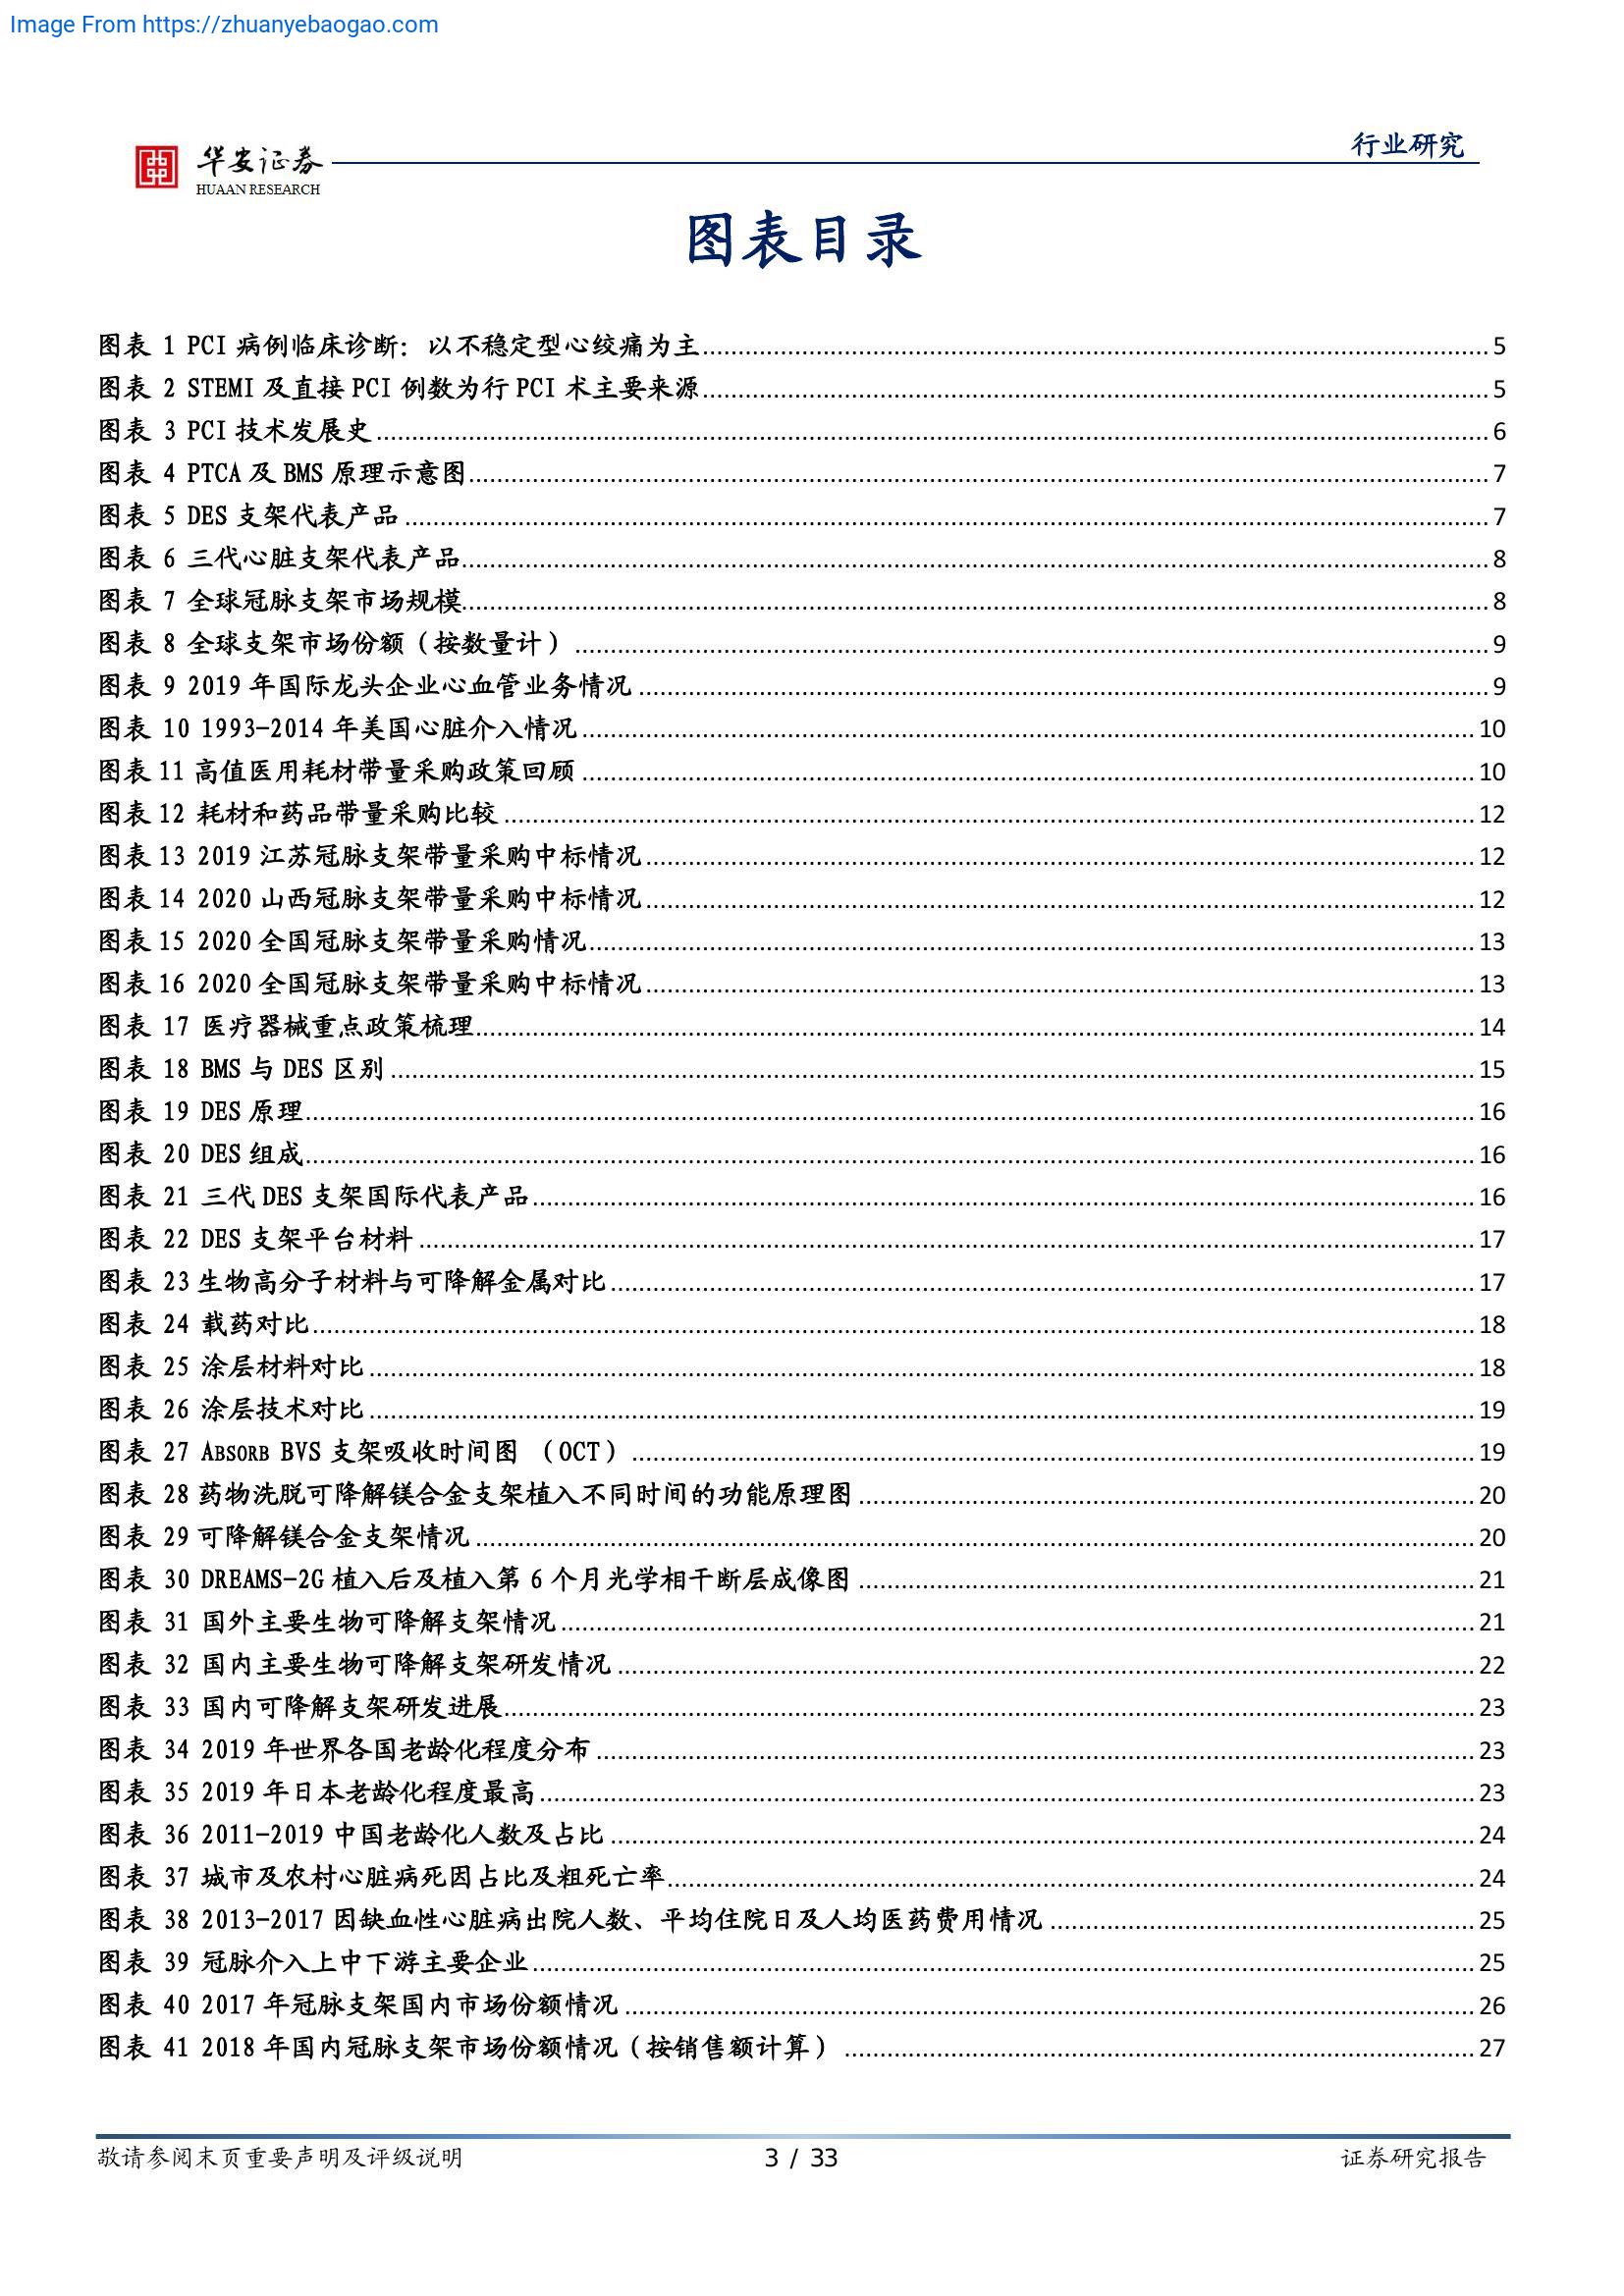 Image From https://zhuanyebaogao.com
行业研究
华安证券
HUAAN RESEARCH
图表目录
图表 1 PCI 病例临床诊断：以不稳定型心绞痛为主 5
图表 2 STEMI 及直接 PCI 例数为行 PCI 术主要来源 5
图表 3 PCI 技术发展史 6
图表 4 PTCA 及 BMS 原理示意图 7
图表 5 DES 支架代表产品 7
图表 6 三代心脏支架代表产品 8
图表 7 全球冠脉支架市场规模 8
图表 8 全球支架市场份额（按数量计） 9
图表 9 2019 年国际龙头企业心血管业务情况 9
图表 10 1993-2014 年美国心脏介入情况 10
图表 11 高值医用耗材带量采购政策回顾 10
图表 12 耗材和药品带量采购比较 12
图表 13 2019 江苏冠脉支架带量采购中标情况 12
图表 14 2020 山西冠脉支架带量采购中标情况 12
图表 15 2020 全国冠脉支架带量采购情况 13
图表 16 2020 全国冠脉支架带量采购中标情况 13
图表 17 医疗器械重点政策梳理 14
图表 18 BMS 与 DES 区别 15
图表 19 DES 原理 16
图表 20 DES 组成 16
图表 21 三代 DES 支架国际代表产品 16
图表 22 DES 支架平台材料 17
图表 23 生物高分子材料与可降解金属对比 17
图表 24 载药对比 18
图表 25 涂层材料对比 18
图表 26 涂层技术对比 19
图表 27 Absorb BVS 支架吸收时间图 （OCT） 19
图表 28 药物洗脱可降解镁合金支架植入不同时间的功能原理图 20
图表 29 可降解镁合金支架情况 20
图表 30 DREAMS-2G 植入后及植入第 6 个月光学相干断层成像图 21
图表 31 国外主要生物可降解支架情况 21
图表 32 国内主要生物可降解支架研发情况 22
图表 33 国内可降解支架研发进展 23
图表 34 2019 年世界各国老龄化程度分布 23
图表 35 2019 年日本老龄化程度最高 23
图表 36 2011-2019 中国老龄化人数及占比 24
图表 37 城市及农村心脏病死因占比及粗死亡率 24
图表 38 2013-2017 因缺血性心脏病出院人数、平均住院日及人均医药费用情况 25
图表 39 冠脉介入上中下游主要企业 25
图表 40 2017 年冠脉支架国内市场份额情况 26
图表 41 2018 年国内冠脉支架市场份额情况（按销售额计算） 27
敬请参阅末页重要声明及评级说明 3 / 33 证券研究报告